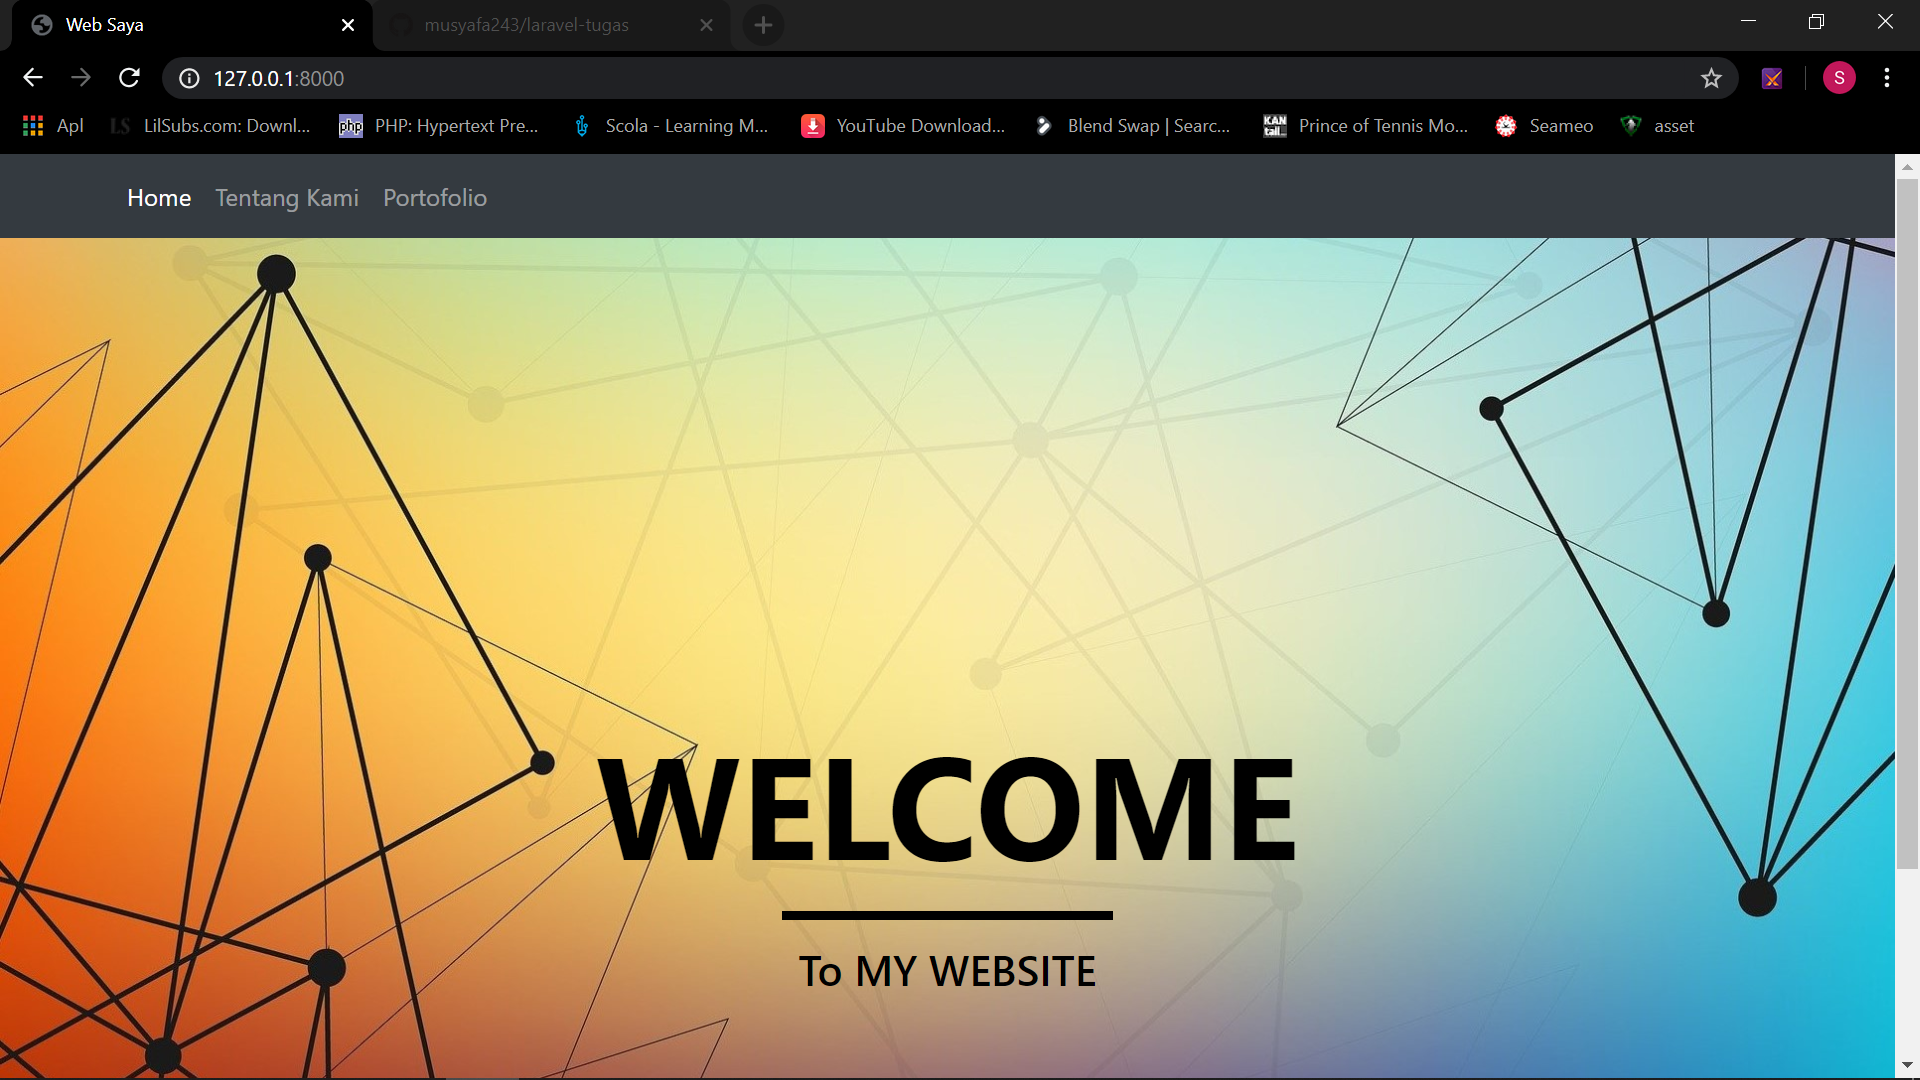 Web Saya
musyafa243/laravel-tugas
127.0.0.1:8000
S
Apl
LS
LilSubs.com: Downl...
php
PHP: Hypertext Pre...
Scola - Learning M...
YouTube Download...
Blend Swap | Searc...
KAN
tail..
Prince of Tennis Mo...
Seameo
asset
Home
Tentang Kami
Portofolio
WELCOME
To MY WEBSITE